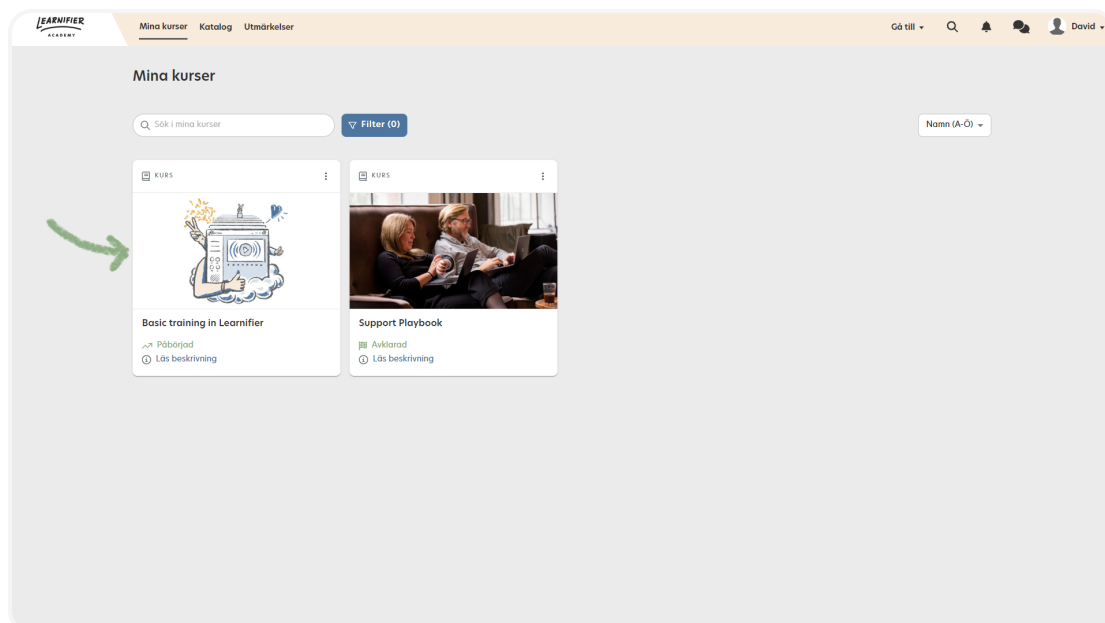 LEARNIFIER
ACADEMY
Mina kurser Katalog Utmärkelser Gå till David
Mina kurser
Sök i mina kurser Filter (0) Namn (A-Ö)
KURS KURS
Basic training in Learnifier Support Playbook
Påbörjad Avklarad
Läs beskrivning Läs beskrivning